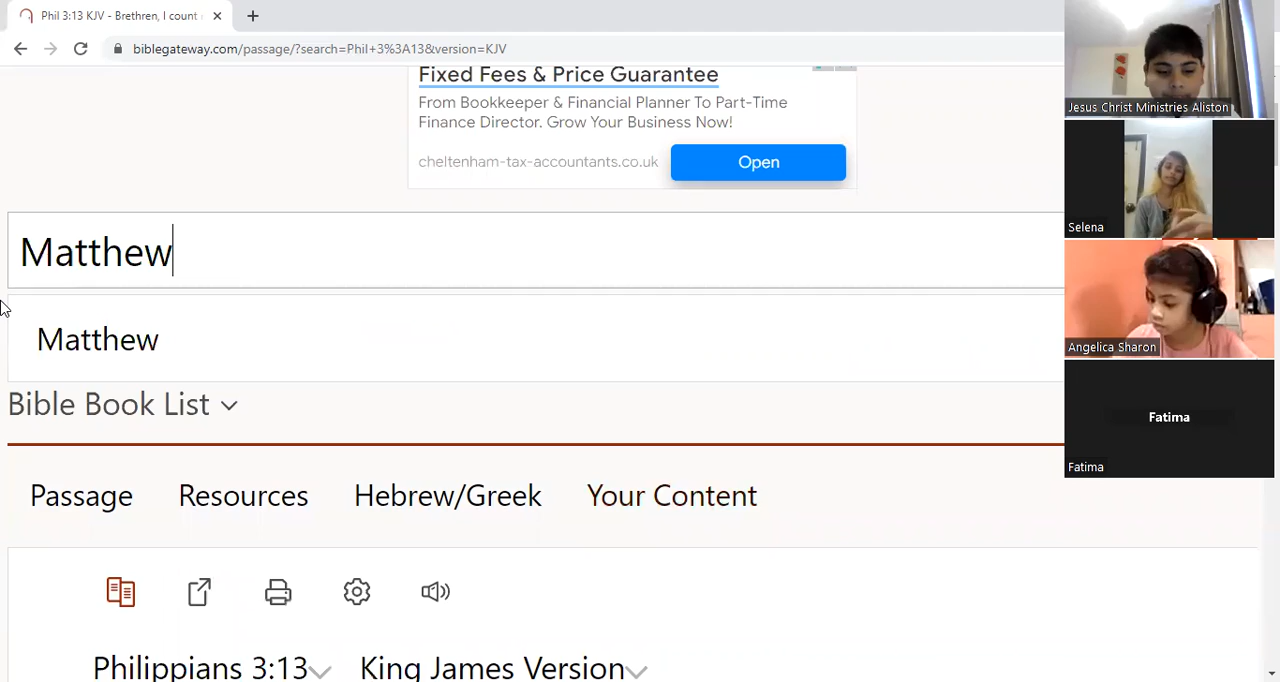 Phil 3:13 KJV - Brethren, I count
biblegateway.com/passage/?search=Phil+3%3A13&version=KJV
Fixed Fees & Price Guarantee
From Bookkeeper & Financial Planner To Part-Time
Finance Director. Grow Your Business Now!
cheltenham-tax-accountants.co.uk
Open
Matthew
Matthew
Bible Book List
Passage Resources Hebrew/Greek Your Content
Philippians 3:13 King James Version
Jesus Christ Ministries Aliston
Selena
Angelica Sharon
Fatima
Fatima